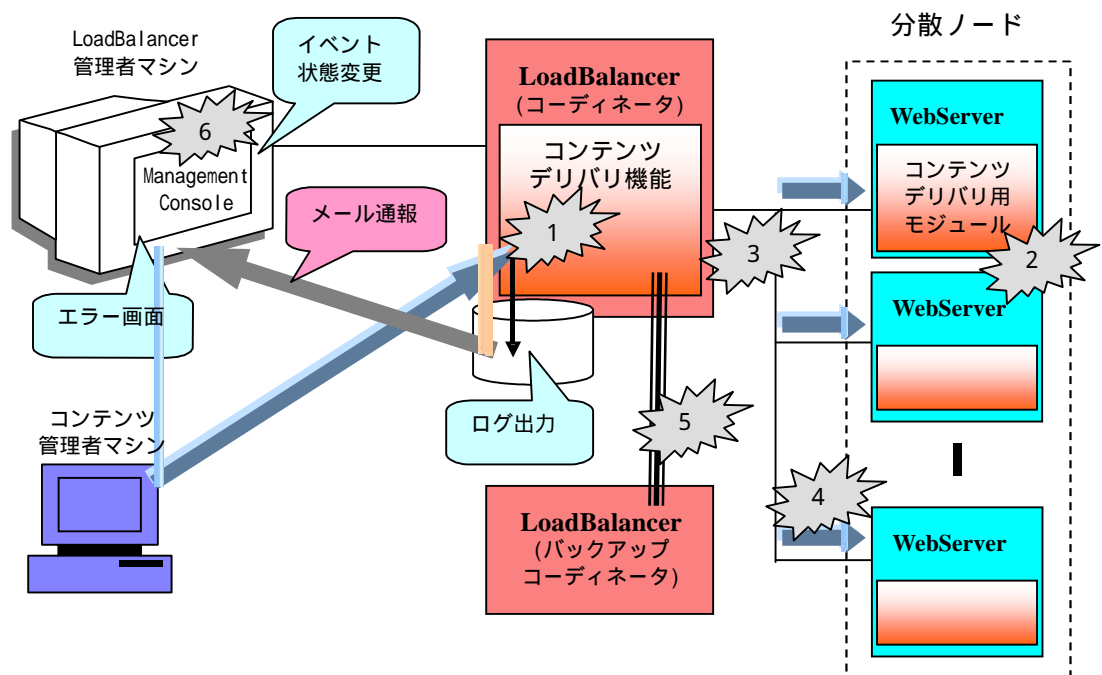 分散ノード
LoadBalancer
管理者マシン
イベント
状態変更
LoadBalancer
(コーディネータ)
コンテンツ
デリバリ機能
WebServer
コンテンツ
デリバリ用
モジュール
6
Management
Console
メール通報
1
3
2
エラー画面
WebServer
ログ出力
5
コンテンツ
管理者マシン
4
LoadBalancer
(バックアップ
コーディネータ)
WebServer